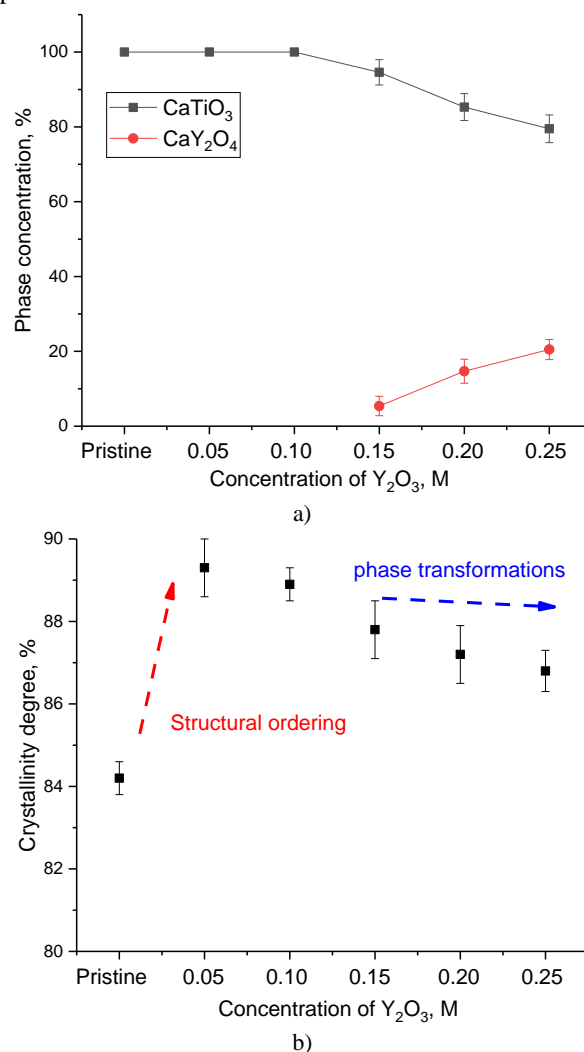 100
80
60
40
20
0
Phase concentration, %
CaTiO₃
CaY₂O₄
Pristine 0.05 0.10 0.15 0.20 0.25
Concentration of Y₂O₃, M
a)
90
88
86
84
82
80
Crystallinity degree, %
phase transformations
Structural ordering
Pristine 0.05 0.10 0.15 0.20 0.25
Concentration of Y₂O₃, M
b)